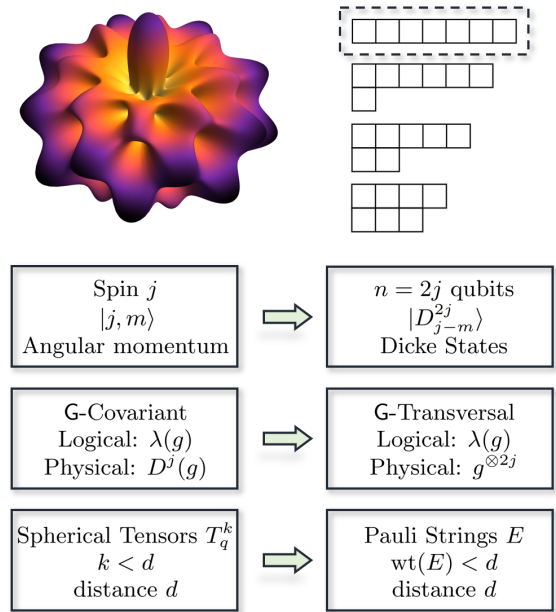 Spin j
|j, m⟩
Angular momentum
n = 2j qubits
|D^{2j}_{j−m}⟩
Dicke States
G-Covariant
Logical: λ(g)
Physical: D^j(g)
G-Transversal
Logical: λ(g)
Physical: g^{⊗2j}
Spherical Tensors T^k_q
k < d
distance d
Pauli Strings E
wt(E) < d
distance d